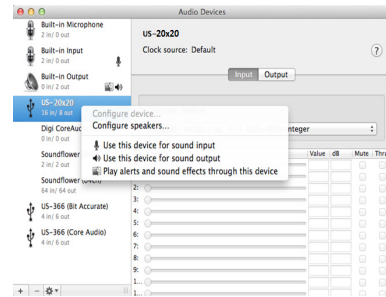 Audio Devices
Built-in Microphone
2 in/ 0 out
Built-in Input
2 in/ 0 out
Built-in Output
0 in/ 2 out
US-20x20
16 in/ 8 out
Digi CoreAud
0 in/ 0 out
Soundflower
2 in/ 2 out
Soundflower
64 in/ 64 out
US-366 (Bit Accurate)
4 in/ 6 out
US-366 (Core Audio)
4 in/ 6 out
US-20x20
Clock source: Default
?
Input Output
Configure device...
Configure speakers...
Use this device for sound input
Use this device for sound output
Play alerts and sound effects through this device
nteger
Value dB Mute Thru
2:
3:
4:
5:
6:
7:
8:
9:
1...
1...
+ -